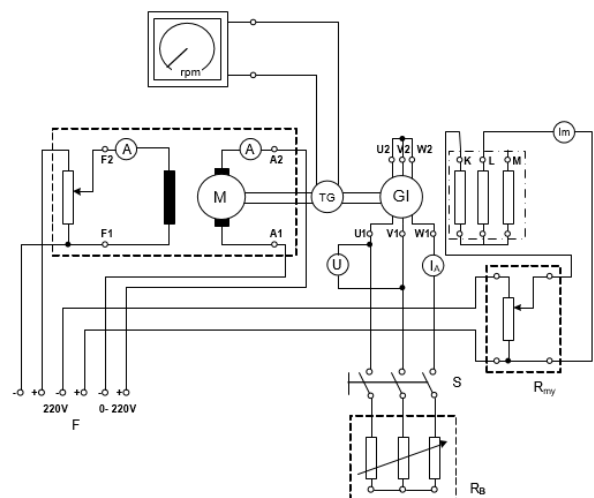 rpm
U2 V2 W2
F2 A A A2 K L M Im
M TG GI
F1 A1 U1 V1 W1
U IA
- + - + - +
220V 0- 220V
F
S
Rmy
RB